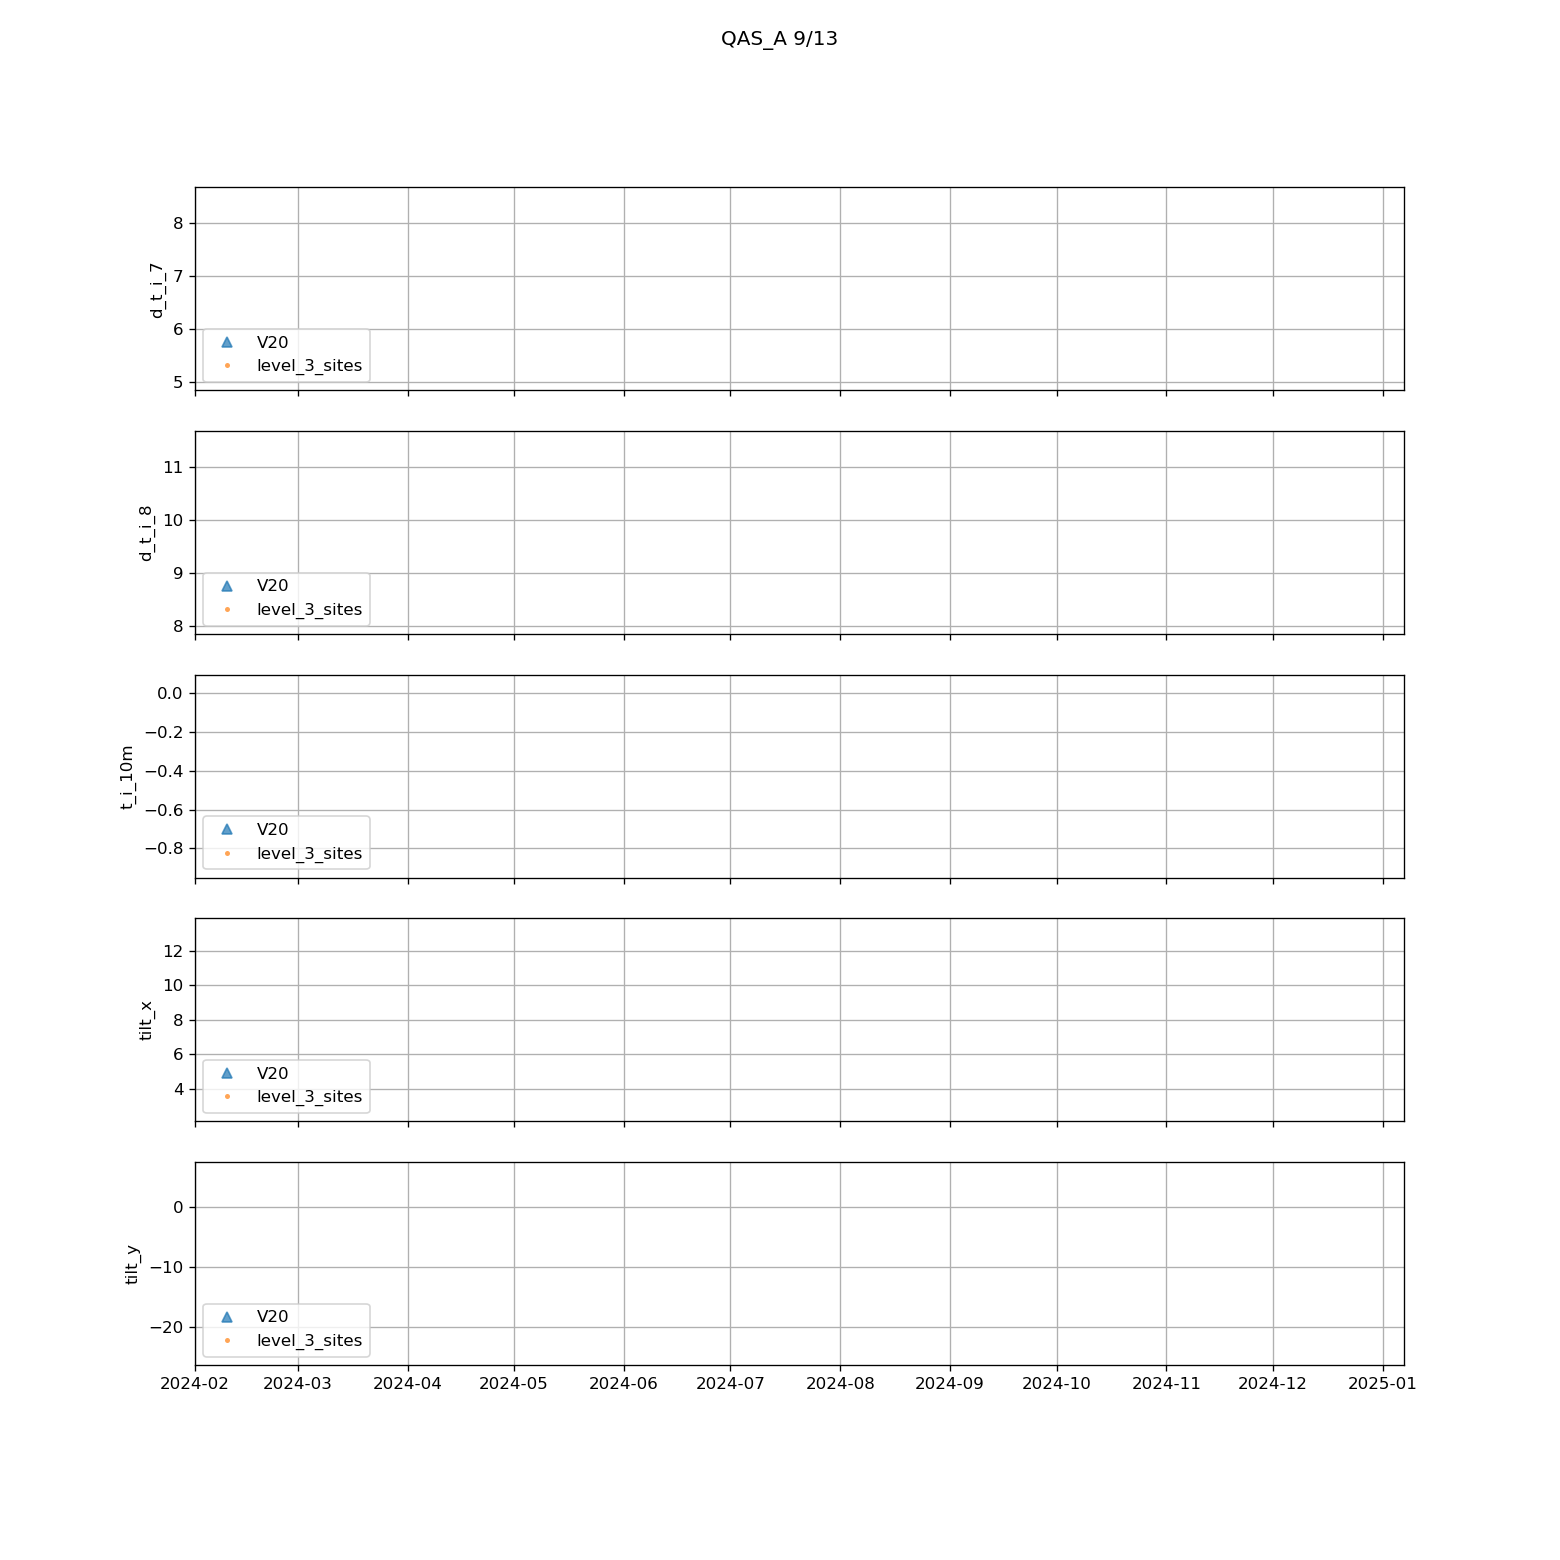 QAS_A 9/13
8
7
6
5
d_t_i_7
V20
level_3_sites
11
10
9
8
d_t_i_8
V20
level_3_sites
0.0
−0.2
−0.4
−0.6
−0.8
t_i_10m
V20
level_3_sites
12
10
8
6
4
tilt_x
V20
level_3_sites
0
−10
−20
tilt_y
V20
level_3_sites
2024-02 2024-03 2024-04 2024-05 2024-06 2024-07 2024-08 2024-09 2024-10 2024-11 2024-12 2025-01